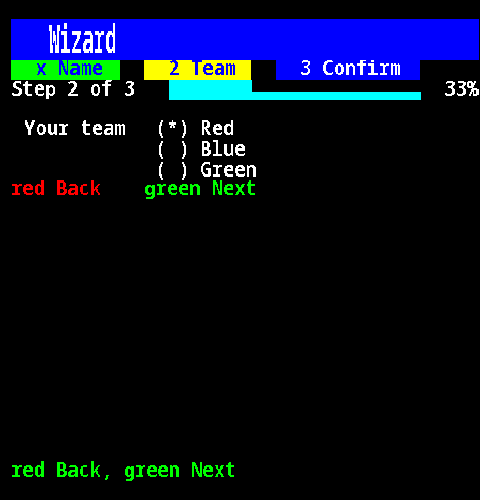 Wizard
x Name 2 Team 3 Confirm
Step 2 of 3 33%
Your team (*) Red
( ) Blue
( ) Green
red Back green Next
red Back, green Next